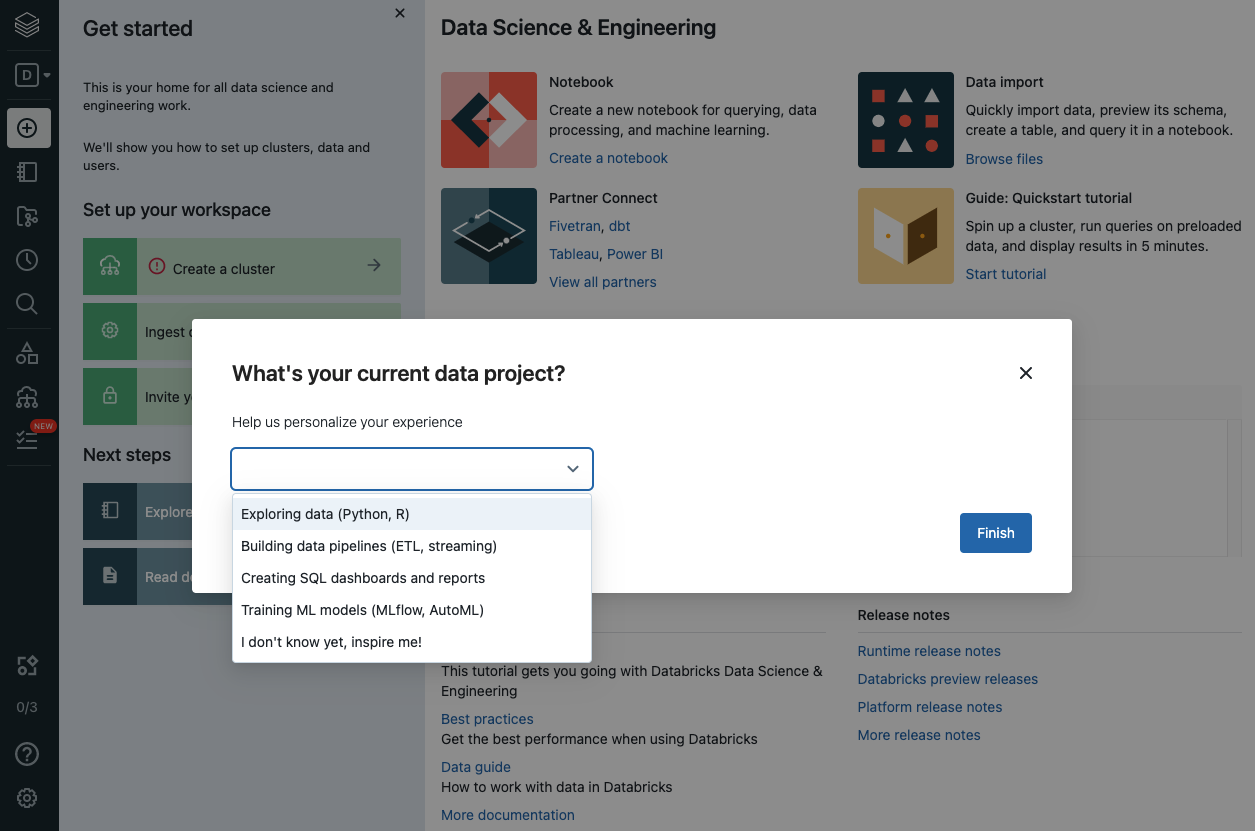 D
NEW
0/3
Get started
This is your home for all data science and
engineering work.
We'll show you how to set up clusters, data and
users.
Set up your workspace
Create a cluster
Ingest
Invite
Next steps
Explore
Read
Data Science & Engineering
Notebook
Create a new notebook for querying, data
processing, and machine learning.
Create a notebook
Data import
Quickly import data, preview its schema,
create a table, and query it in a notebook.
Browse files
Partner Connect
Fivetran, dbt
Tableau, Power BI
View all partners
Guide: Quickstart tutorial
Spin up a cluster, run queries on preloaded
data, and display results in 5 minutes.
Start tutorial
What's your current data project?
Help us personalize your experience
Exploring data (Python, R)
Building data pipelines (ETL, streaming)
Creating SQL dashboards and reports
Training ML models (MLflow, AutoML)
I don't know yet, inspire me!
Finish
This tutorial gets you going with Databricks Data Science &
Engineering
Best practices
Get the best performance when using Databricks
Data guide
How to work with data in Databricks
More documentation
Release notes
Runtime release notes
Databricks preview releases
Platform release notes
More release notes